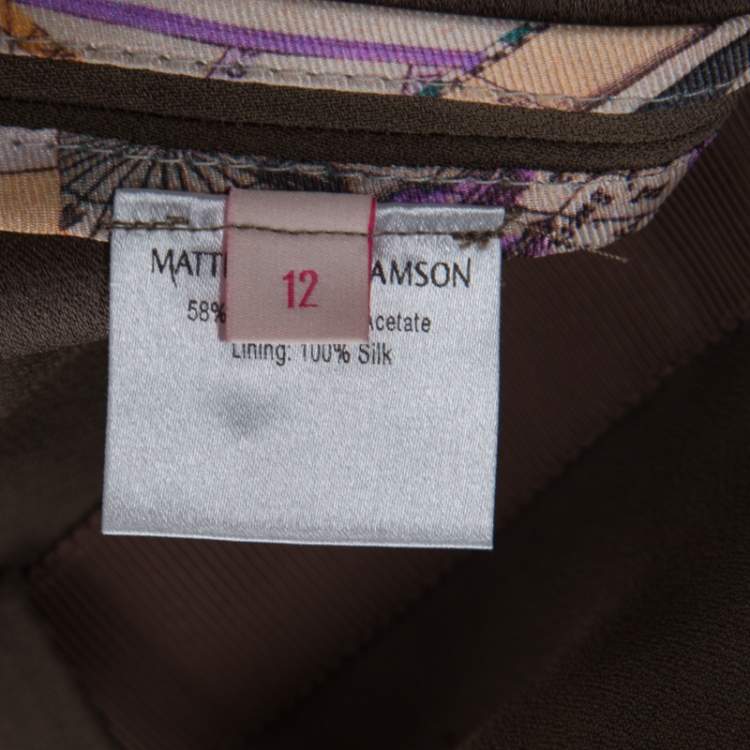 MATT AMSON
12
58% Acetate
Lining: 100% Silk